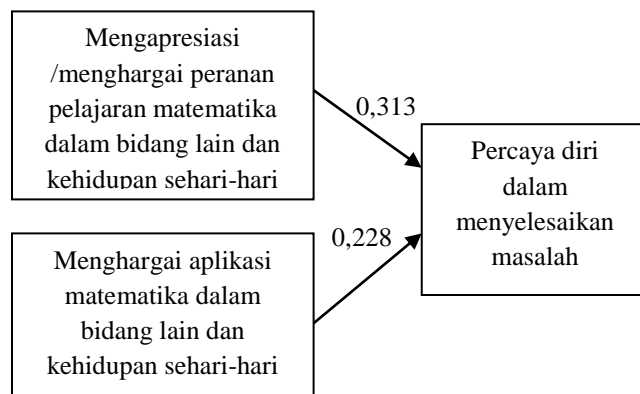 Mengapresiasi
/menghargai peranan
pelajaran matematika
dalam bidang lain dan
kehidupan sehari-hari
0,313
Percaya diri
dalam
menyelesaikan
masalah
0,228
Menghargai aplikasi
matematika dalam
bidang lain dan
kehidupan sehari-hari